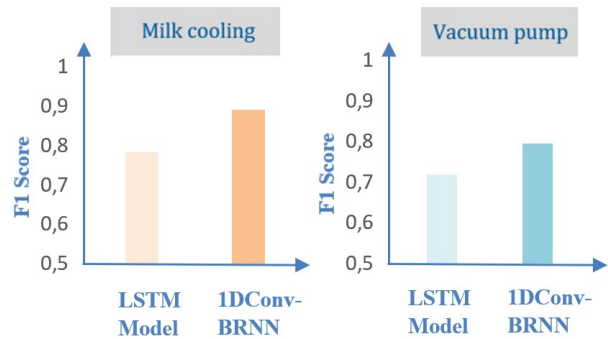 Milk cooling
F1 Score
1
0,9
0,8
0,7
0,6
0,5
LSTM
Model
1DConv-
BRNN
Vacuum pump
F1 Score
1
0,9
0,8
0,7
0,6
0,5
LSTM
Model
1DConv-
BRNN